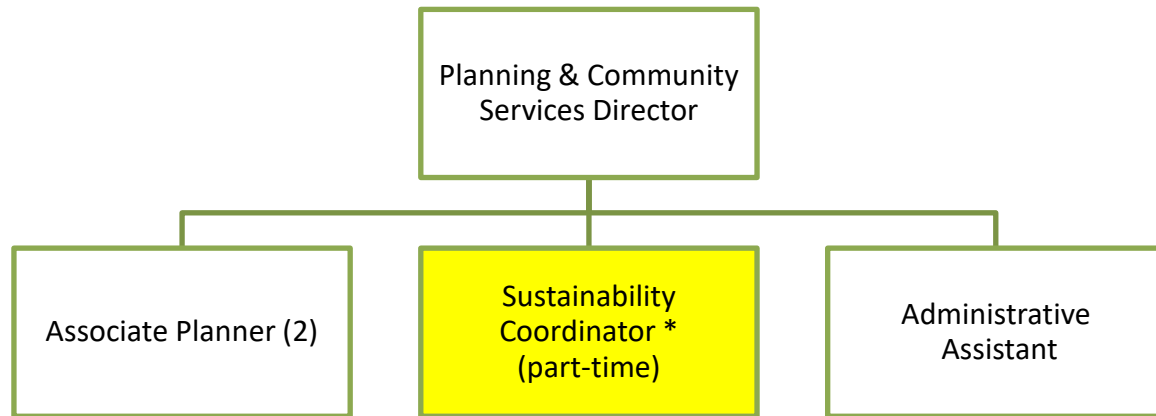 Planning & Community
Services Director
Associate Planner (2)
Sustainability
Coordinator *
(part-time)
Administrative
Assistant